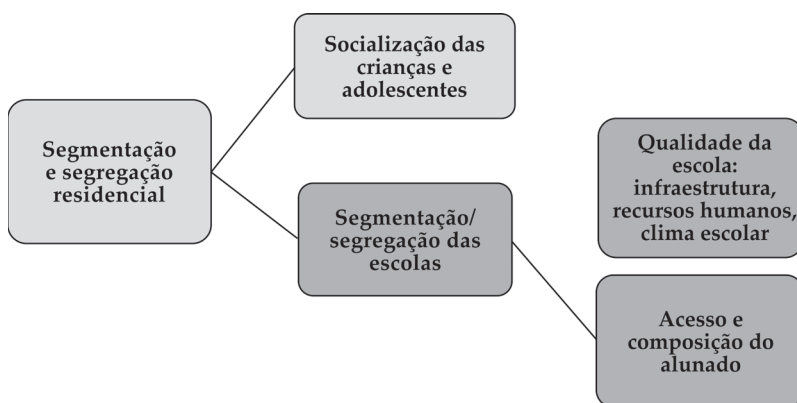 Segmentação
e segregação
residencial
Socialização das
crianças e
adolescentes
Segmentação/
segregação das
escolas
Qualidade da
escola:
infraestrutura,
recursos humanos,
clima escolar
Acesso e
composição do
alunado